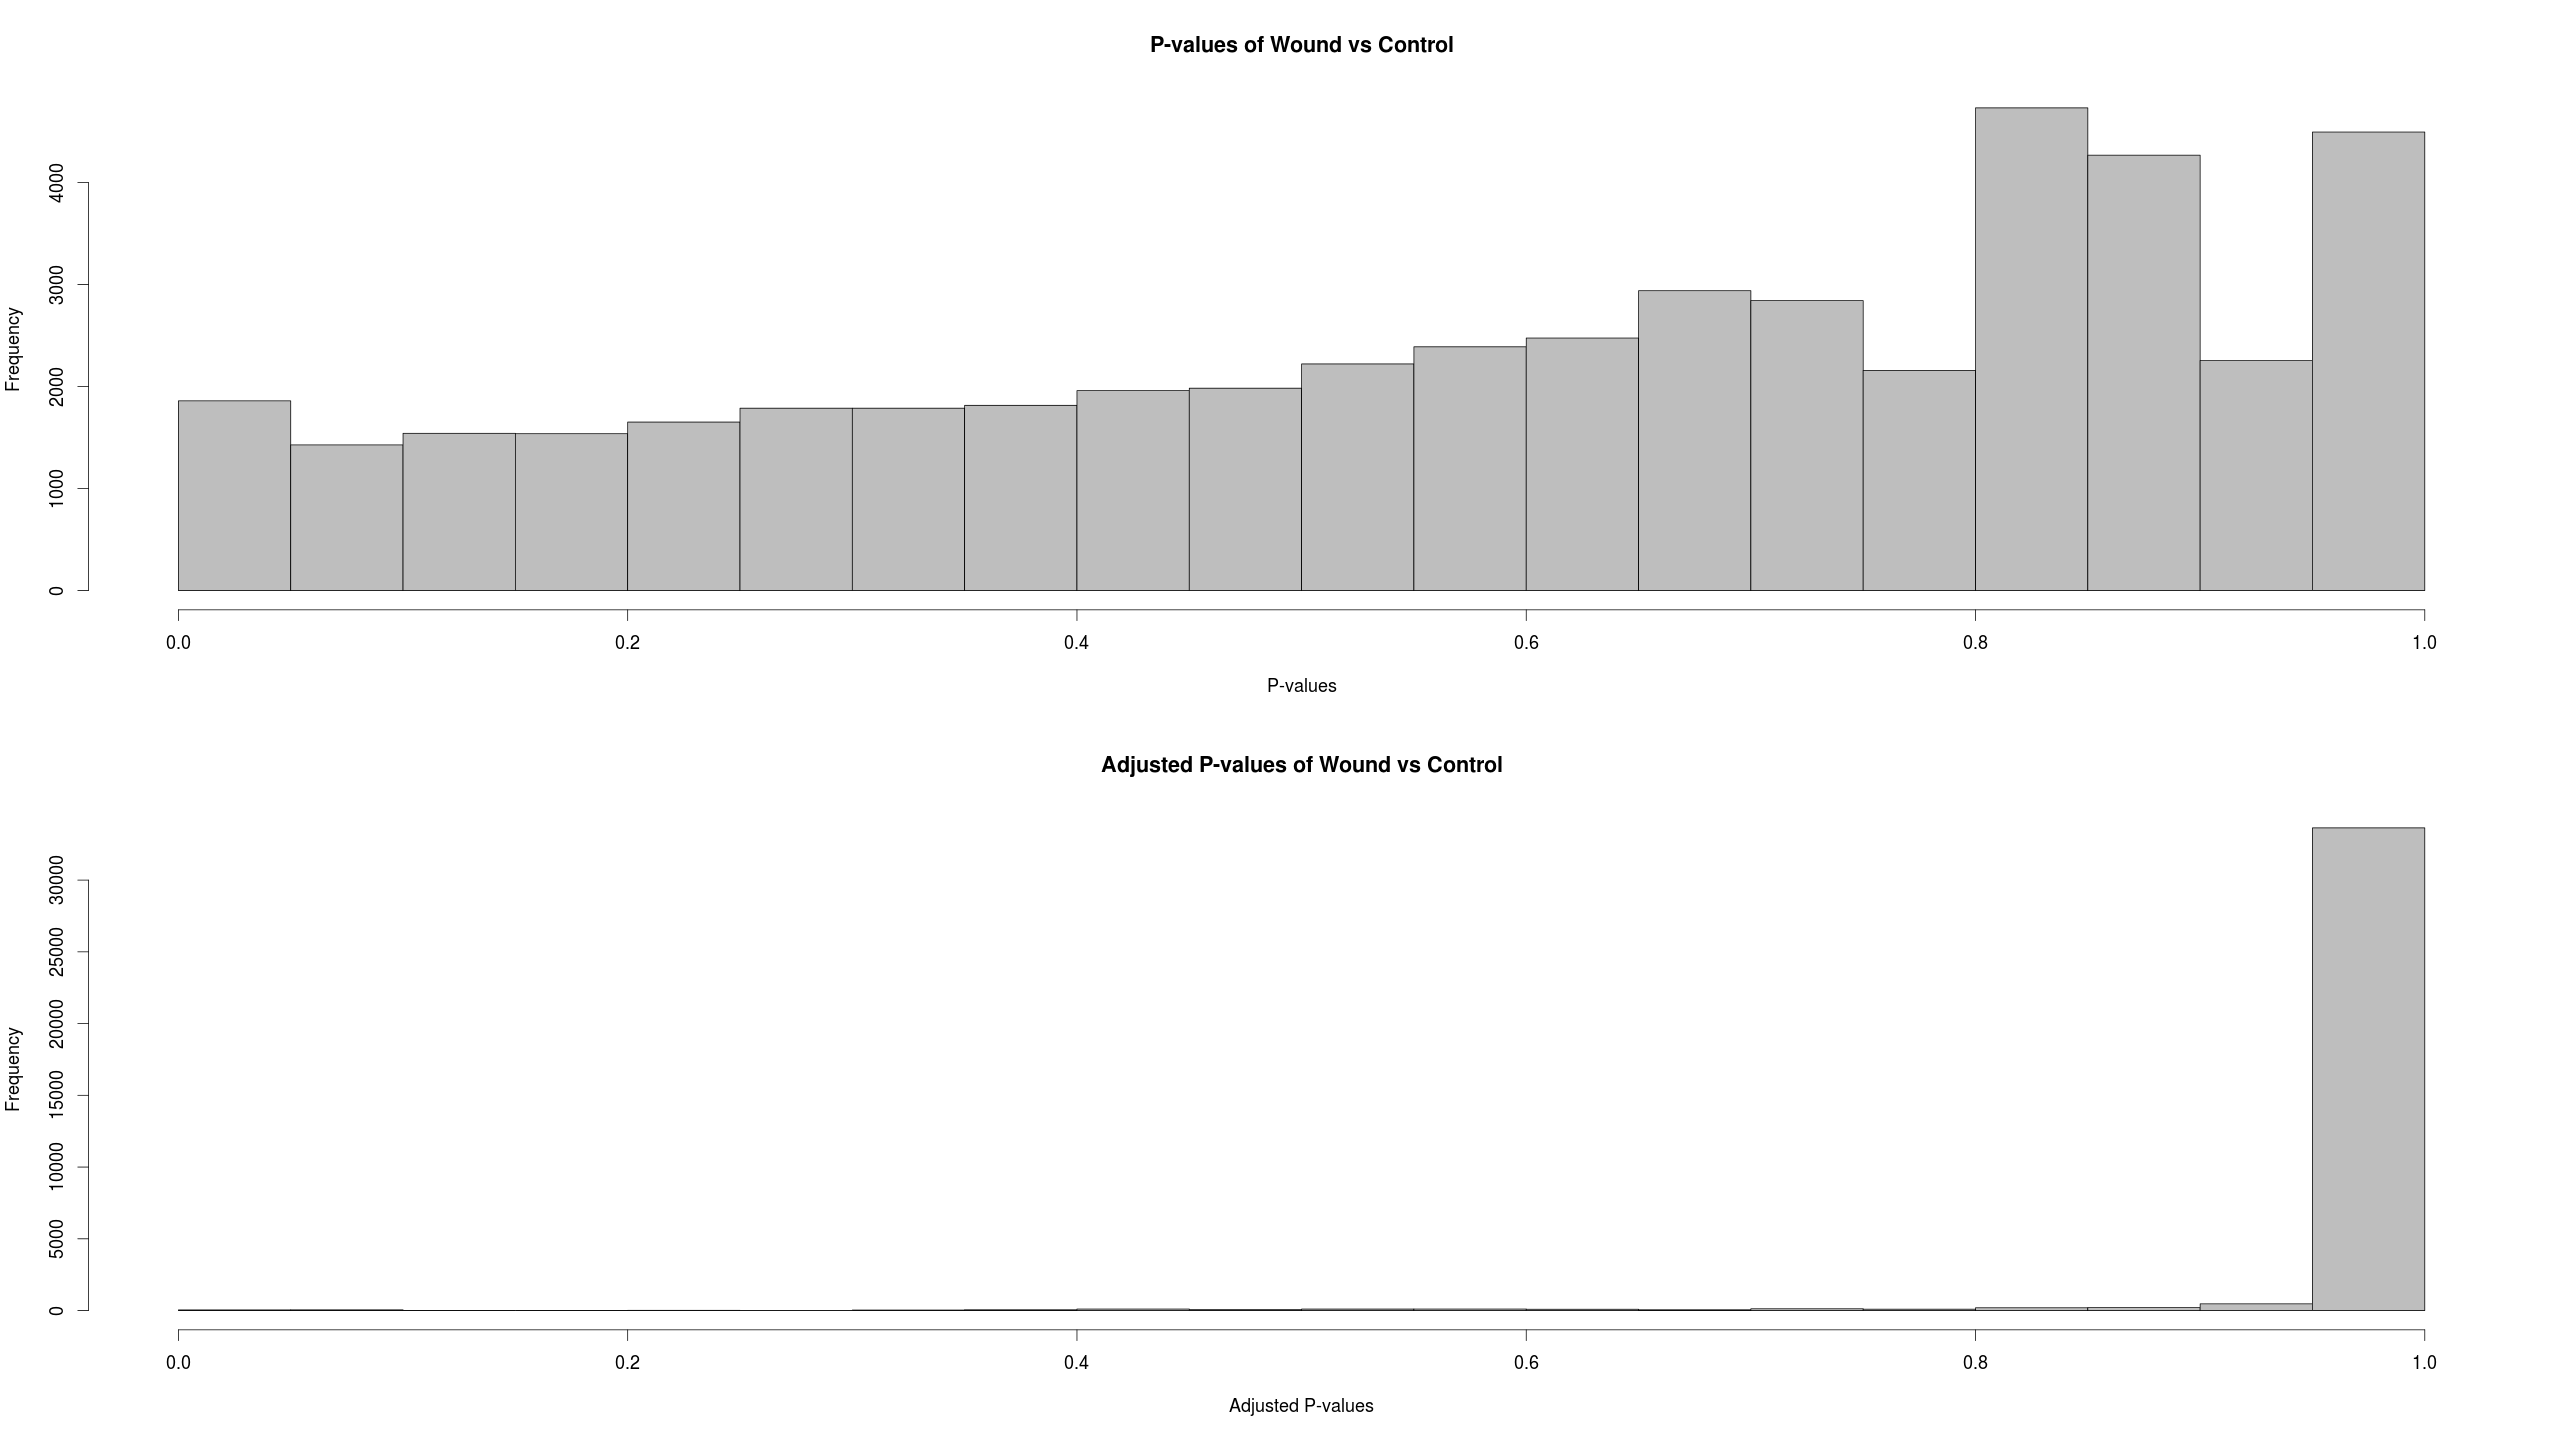 P-values of Wound vs Control
Frequency
4000
3000
2000
1000
0
0.0 0.2 0.4 0.6 0.8 1.0
P-values
Adjusted P-values of Wound vs Control
Frequency
30000
25000
20000
15000
10000
5000
0
0.0 0.2 0.4 0.6 0.8 1.0
Adjusted P-values